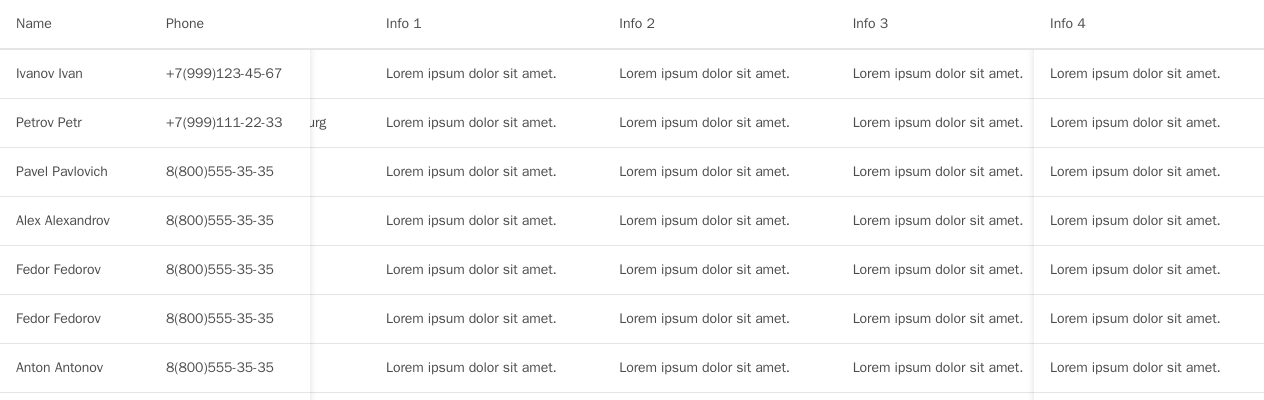 Name Phone Info 1 Info 2 Info 3 Info 4
Ivanov Ivan +7(999)123-45-67 Lorem ipsum dolor sit amet. Lorem ipsum dolor sit amet. Lorem ipsum dolor sit amet. Lorem ipsum dolor sit amet.
Petrov Petr +7(999)111-22-33 urg Lorem ipsum dolor sit amet. Lorem ipsum dolor sit amet. Lorem ipsum dolor sit amet. Lorem ipsum dolor sit amet.
Pavel Pavlovich 8(800)555-35-35 Lorem ipsum dolor sit amet. Lorem ipsum dolor sit amet. Lorem ipsum dolor sit amet. Lorem ipsum dolor sit amet.
Alex Alexandrov 8(800)555-35-35 Lorem ipsum dolor sit amet. Lorem ipsum dolor sit amet. Lorem ipsum dolor sit amet. Lorem ipsum dolor sit amet.
Fedor Fedorov 8(800)555-35-35 Lorem ipsum dolor sit amet. Lorem ipsum dolor sit amet. Lorem ipsum dolor sit amet. Lorem ipsum dolor sit amet.
Fedor Fedorov 8(800)555-35-35 Lorem ipsum dolor sit amet. Lorem ipsum dolor sit amet. Lorem ipsum dolor sit amet. Lorem ipsum dolor sit amet.
Anton Antonov 8(800)555-35-35 Lorem ipsum dolor sit amet. Lorem ipsum dolor sit amet. Lorem ipsum dolor sit amet. Lorem ipsum dolor sit amet.